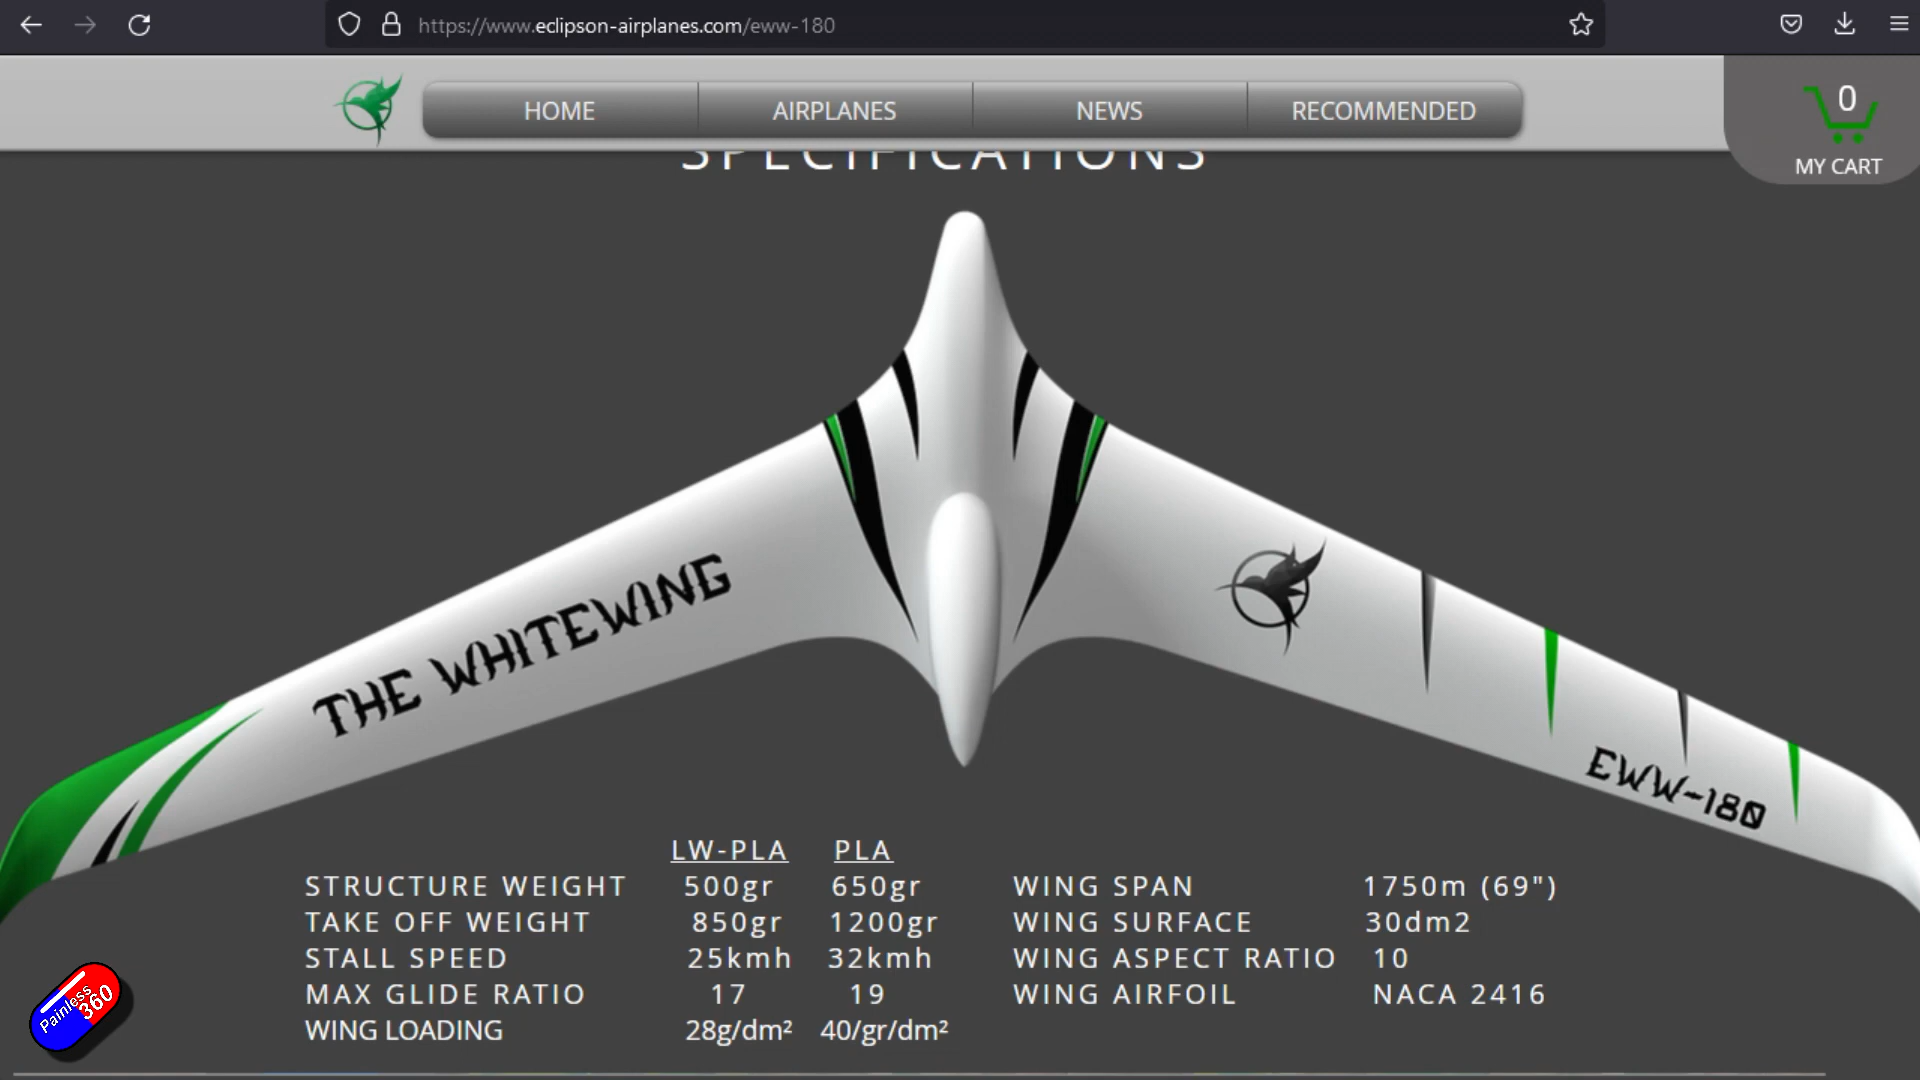 https://www.eclipson-airplanes.com/eww-180
HOME AIRPLANES NEWS RECOMMENDED
0
MY CART
SPECIFICATIONS
THE WHITEWING
EWW-180
LW-PLA PLA
STRUCTURE WEIGHT 500gr 650gr WING SPAN 1750m (69")
TAKE OFF WEIGHT 850gr 1200gr WING SURFACE 30dm2
STALL SPEED 25kmh 32kmh WING ASPECT RATIO 10
MAX GLIDE RATIO 17 19 WING AIRFOIL NACA 2416
WING LOADING 28g/dm² 40/gr/dm²
Painless
360